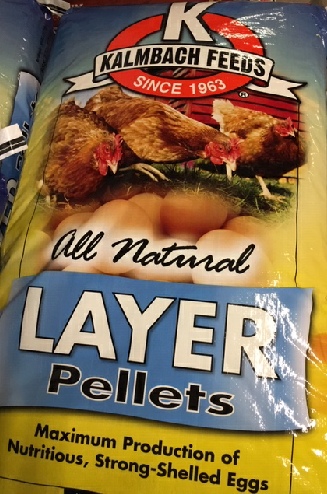 K
KALMBACH FEEDS
SINCE 1963
®
All Natural
LAYER
Pellets
Maximum Production of
Nutritious, Strong-Shelled Eggs